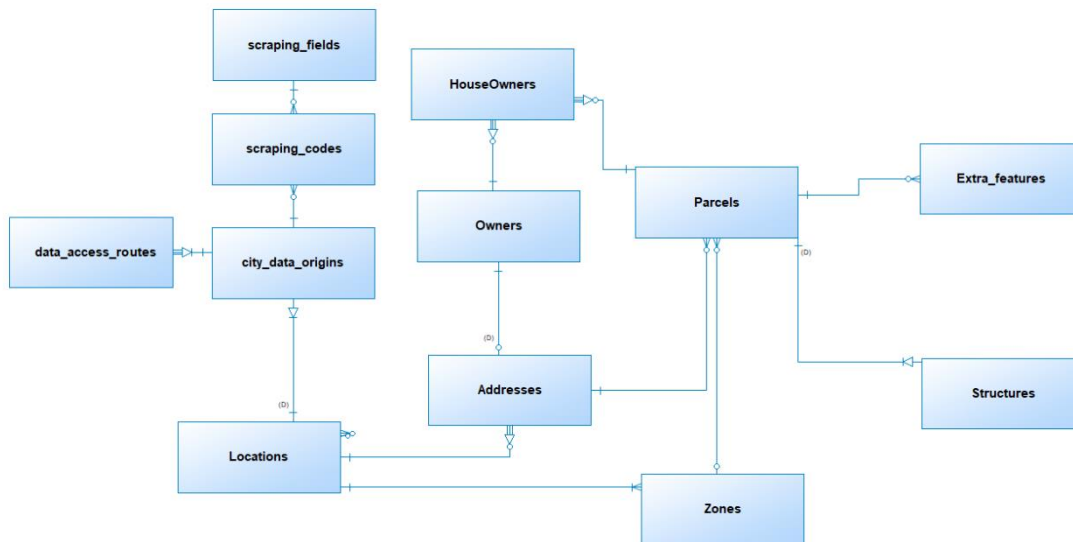 scraping_fields
HouseOwners
scraping_codes
Extra_features
Parcels
Owners
data_access_routes
city_data_origins
(D)
(D)
Addresses
Structures
(D)
Locations
Zones